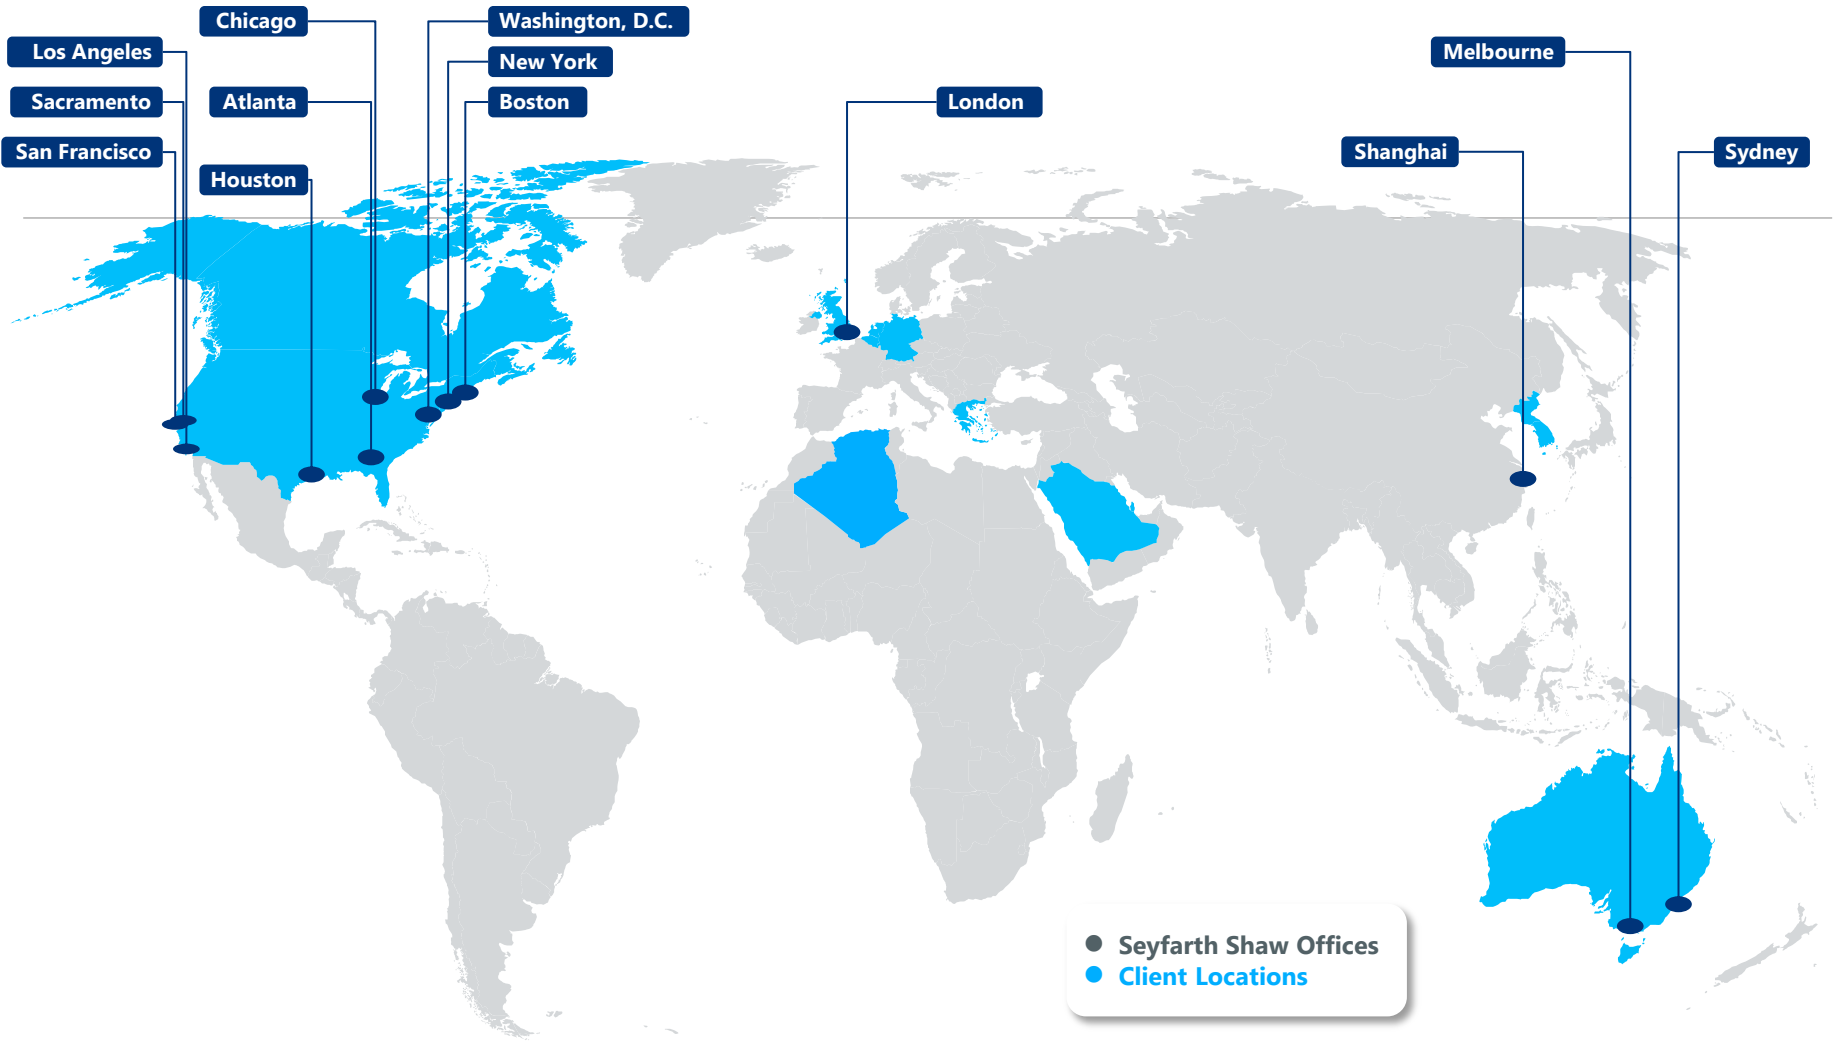 Chicago
Washington, D.C.
Los Angeles
New York
Melbourne
Sacramento
Atlanta
Boston
London
San Francisco
Houston
Shanghai
Sydney
Seyfarth Shaw Offices
Client Locations